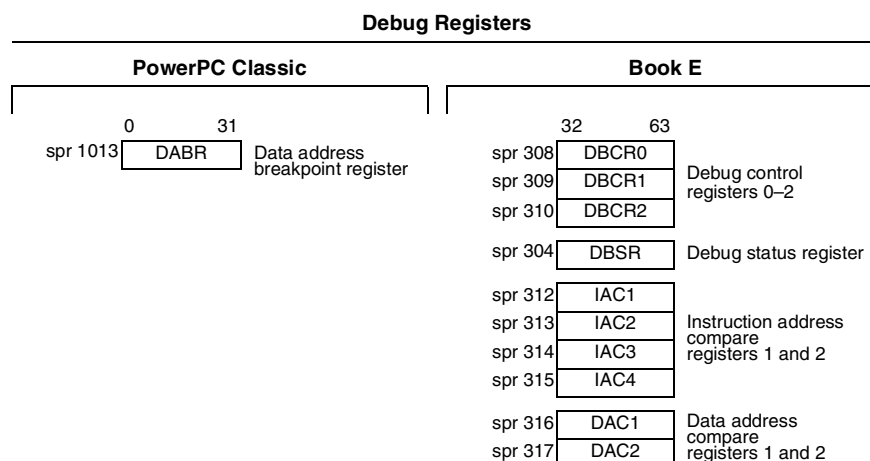 Debug Registers
PowerPC Classic
Book E
0 31
spr 1013 DABR Data address
breakpoint register
32 63
spr 308 DBCR0
spr 309 DBCR1
spr 310 DBCR2
Debug control
registers 0–2
spr 304 DBSR Debug status register
spr 312 IAC1
spr 313 IAC2
spr 314 IAC3
spr 315 IAC4
Instruction address
compare
registers 1 and 2
spr 316 DAC1
spr 317 DAC2
Data address
compare
registers 1 and 2